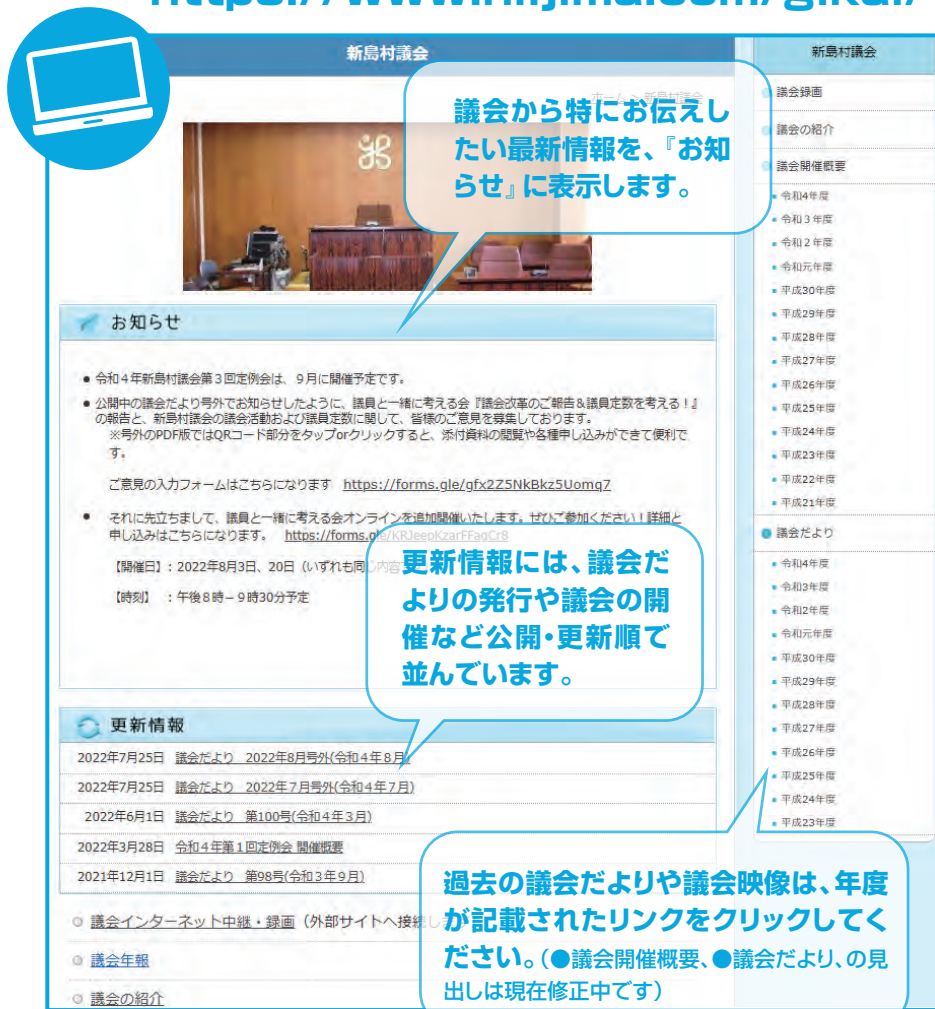 新島村議会
ホーム > 新島村議会
議会から特にお伝えし
たい最新情報を、『お知
らせ』に表示します。
お知らせ
● 令和4年新島村議会第3回定例会は、9月に開催予定です。
● 公開中の議会だより号外でお知らせしたように、議員と一緒に考える会『議会改革のご報告&議員定数を考える!』
の報告と、新島村議会の議会活動および議員定数に関して、皆様のご意見を募集しております。
※号外のPDF版ではQRコード部分をタップorクリックすると、添付資料の閲覧や各種申し込みができて便利で
す。
ご意見の入力フォームはこちらになります https://forms.gle/gfx2Z5NkBkz5Uomq7
● それに先立ちまして、議員と一緒に考える会オンラインを追加開催いたします。ぜひご参加ください!詳細と
申し込みはこちらになります。 https://forms.gle/KRJeepKzarFFaqCr8
【開催日】:2022年8月3日、20日(いずれも同じ内容
【時刻】 :午後8時-9時30分予定
更新情報には、議会だ
よりの発行や議会の開
催など公開・更新順で
並んでいます。
更新情報
2022年7月25日 議会だより 2022年8月号外(令和4年8月)
2022年7月25日 議会だより 2022年7月号外(令和4年7月)
2022年6月1日 議会だより 第100号(令和4年3月)
2022年3月28日 令和4年第1回定例会 開催概要
2021年12月1日 議会だより 第98号(令和3年9月)
議会インターネット中継・録画(外部サイトへ接続し
議会年報
議会の紹介
新島村議会
議会録画
議会の紹介
議会開催概要
令和4年度
令和3年度
令和2年度
令和元年度
平成30年度
平成29年度
平成28年度
平成27年度
平成26年度
平成25年度
平成24年度
平成23年度
平成22年度
平成21年度
議会だより
令和4年度
令和3年度
令和2年度
令和元年度
平成30年度
平成29年度
平成28年度
平成27年度
平成26年度
平成25年度
平成24年度
平成23年度
過去の議会だよりや議会映像は、年度
が記載されたリンクをクリックしてく
ださい。(●議会開催概要、●議会だより、の見
出しは現在修正中です)